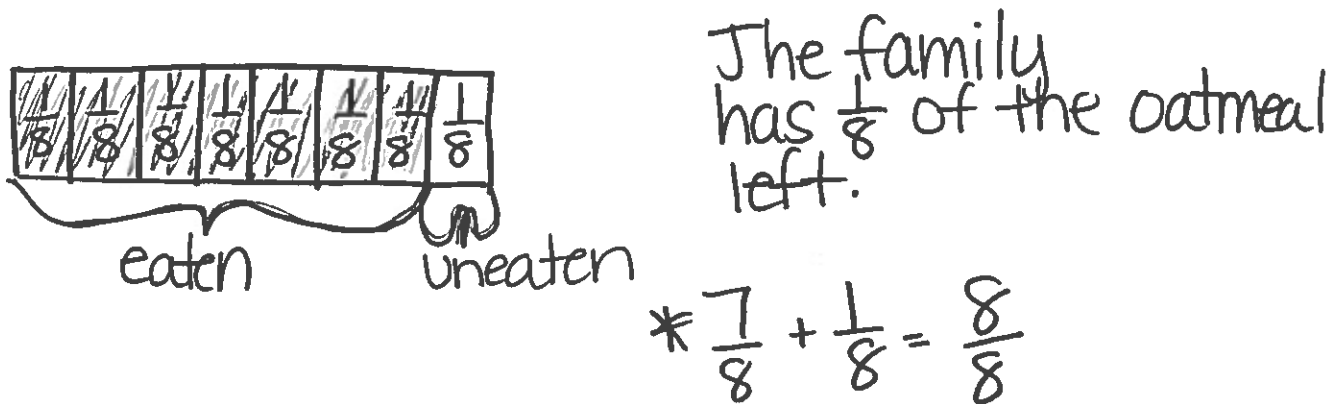 1/8 1/8 1/8 1/8 1/8 1/8 1/8 1/8
eaten uneaten
The family
has 1/8 of the oatmeal
left.
* 7/8 + 1/8 = 8/8